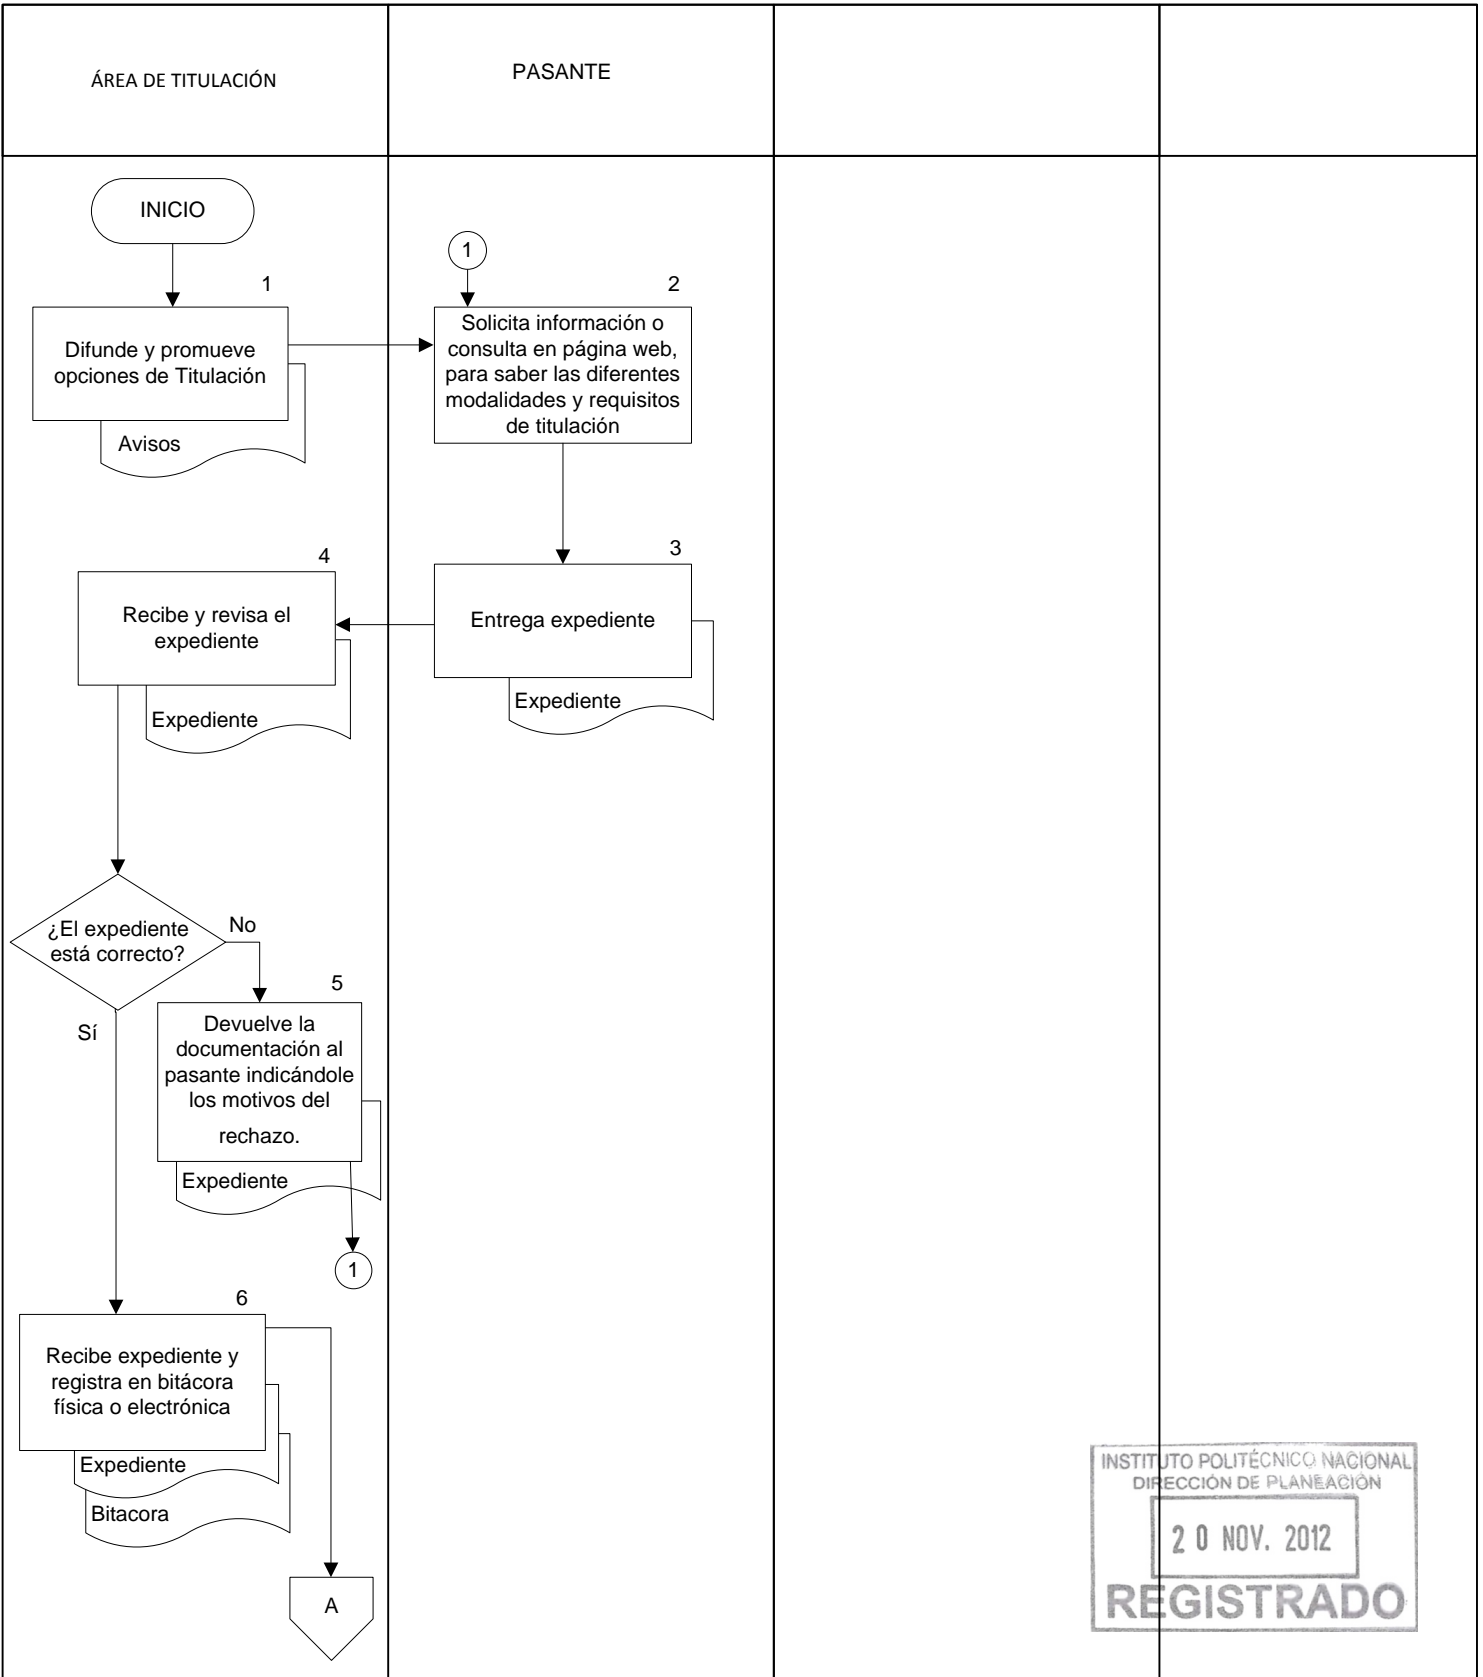 ÁREA DE TITULACIÓN
PASANTE
INICIO
1
1
2
Difunde y promueve
opciones de Titulación
Avisos
Solicita información o
consulta en página web,
para saber las diferentes
modalidades y requisitos
de titulación
3
Entrega expediente
Expediente
4
Recibe y revisa el
expediente
Expediente
¿El expediente
está correcto?
No
Sí
5
Devuelve la
documentación al
pasante indicándole
los motivos del
rechazo.
Expediente
1
6
Recibe expediente y
registra en bitácora
física o electrónica
Expediente
Bitacora
A
INSTITUTO POLITÉCNICO NACIONAL
DIRECCIÓN DE PLANEACIÓN
20 NOV. 2012
REGISTRADO